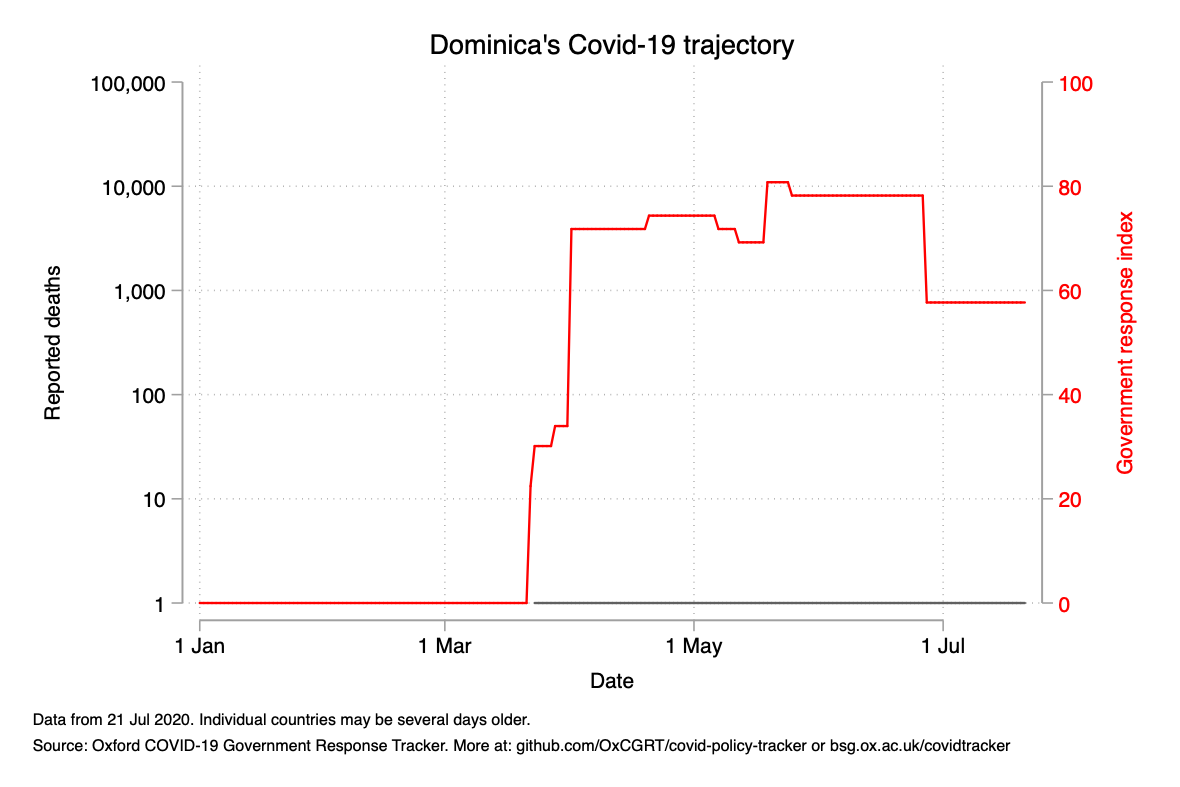 Dominica's Covid-19 trajectory
100,000
10,000
1,000
100
10
1
Reported deaths
100
80
60
40
20
0
Government response index
1 Jan
1 Mar
1 May
1 Jul
Date
Data from 21 Jul 2020. Individual countries may be several days older.
Source: Oxford COVID-19 Government Response Tracker. More at: github.com/OxCGRT/covid-policy-tracker or bsg.ox.ac.uk/covidtracker